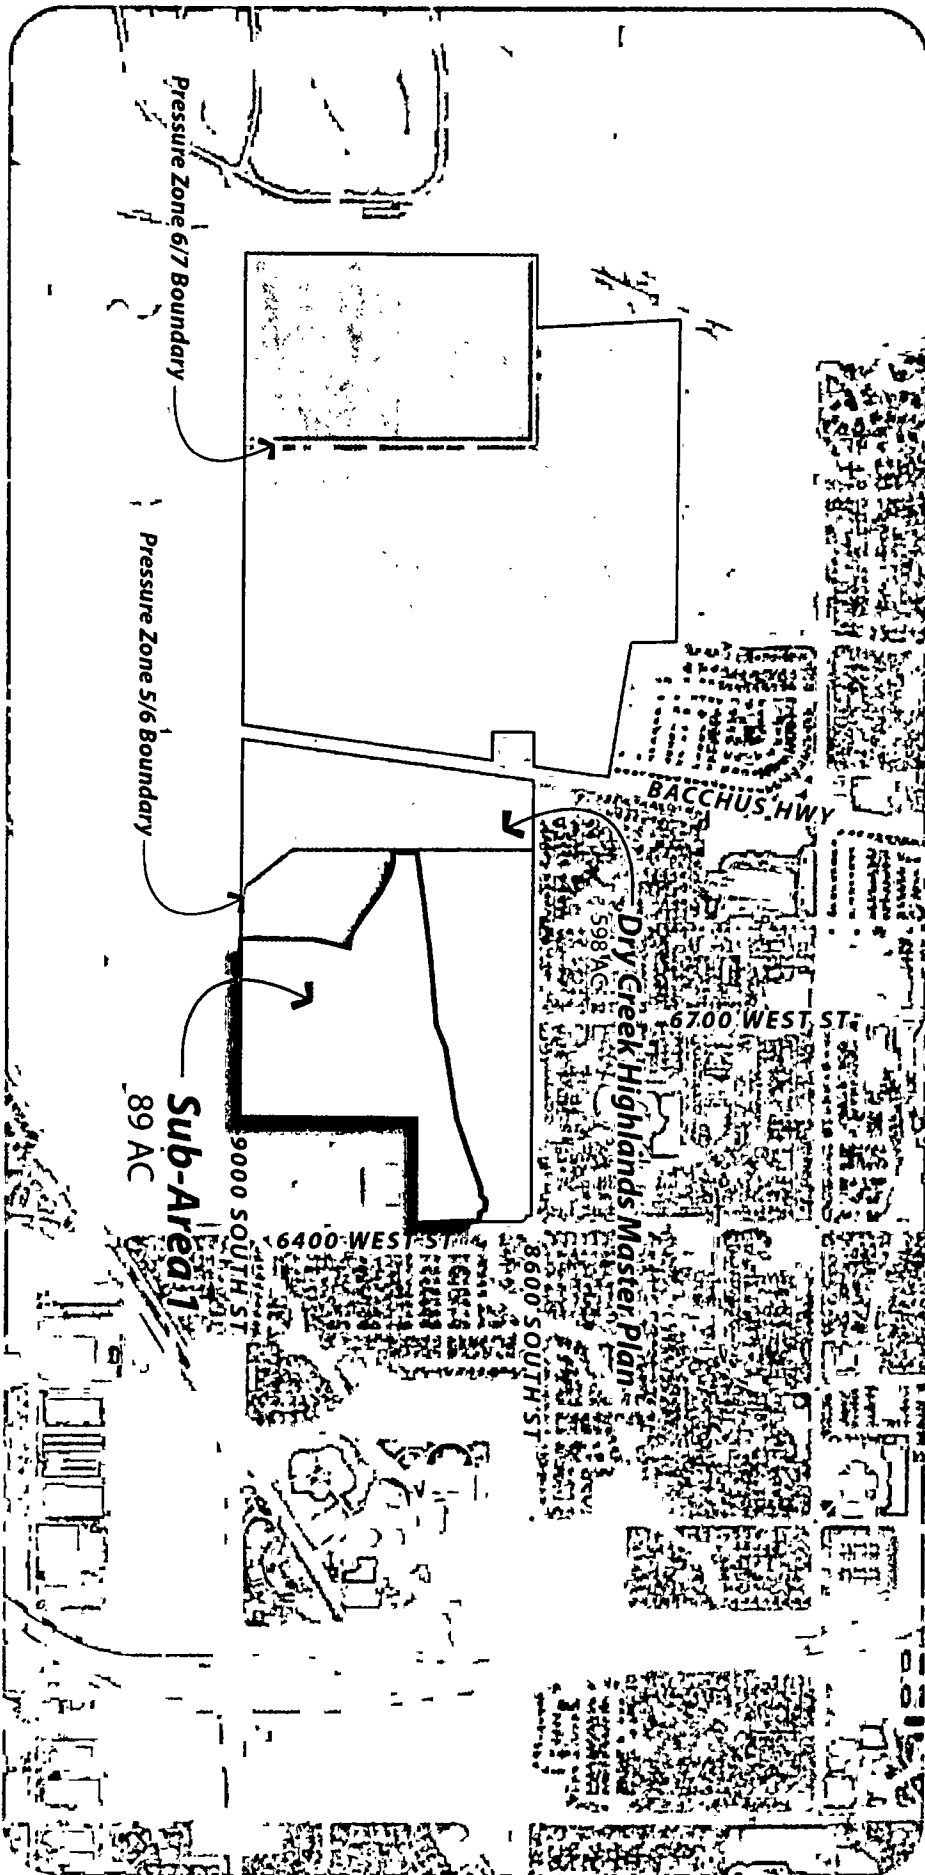 Pressure Zone 6/7 Boundary
Pressure Zone 5/6 Boundary
BACCHUS HWY
Dry Creek Highlands Master Plan
598 AC
6700 WEST ST
Sub-Area 1
89 AC
9000 SOUTH ST
6400 WEST ST
8600 SOUTH ST